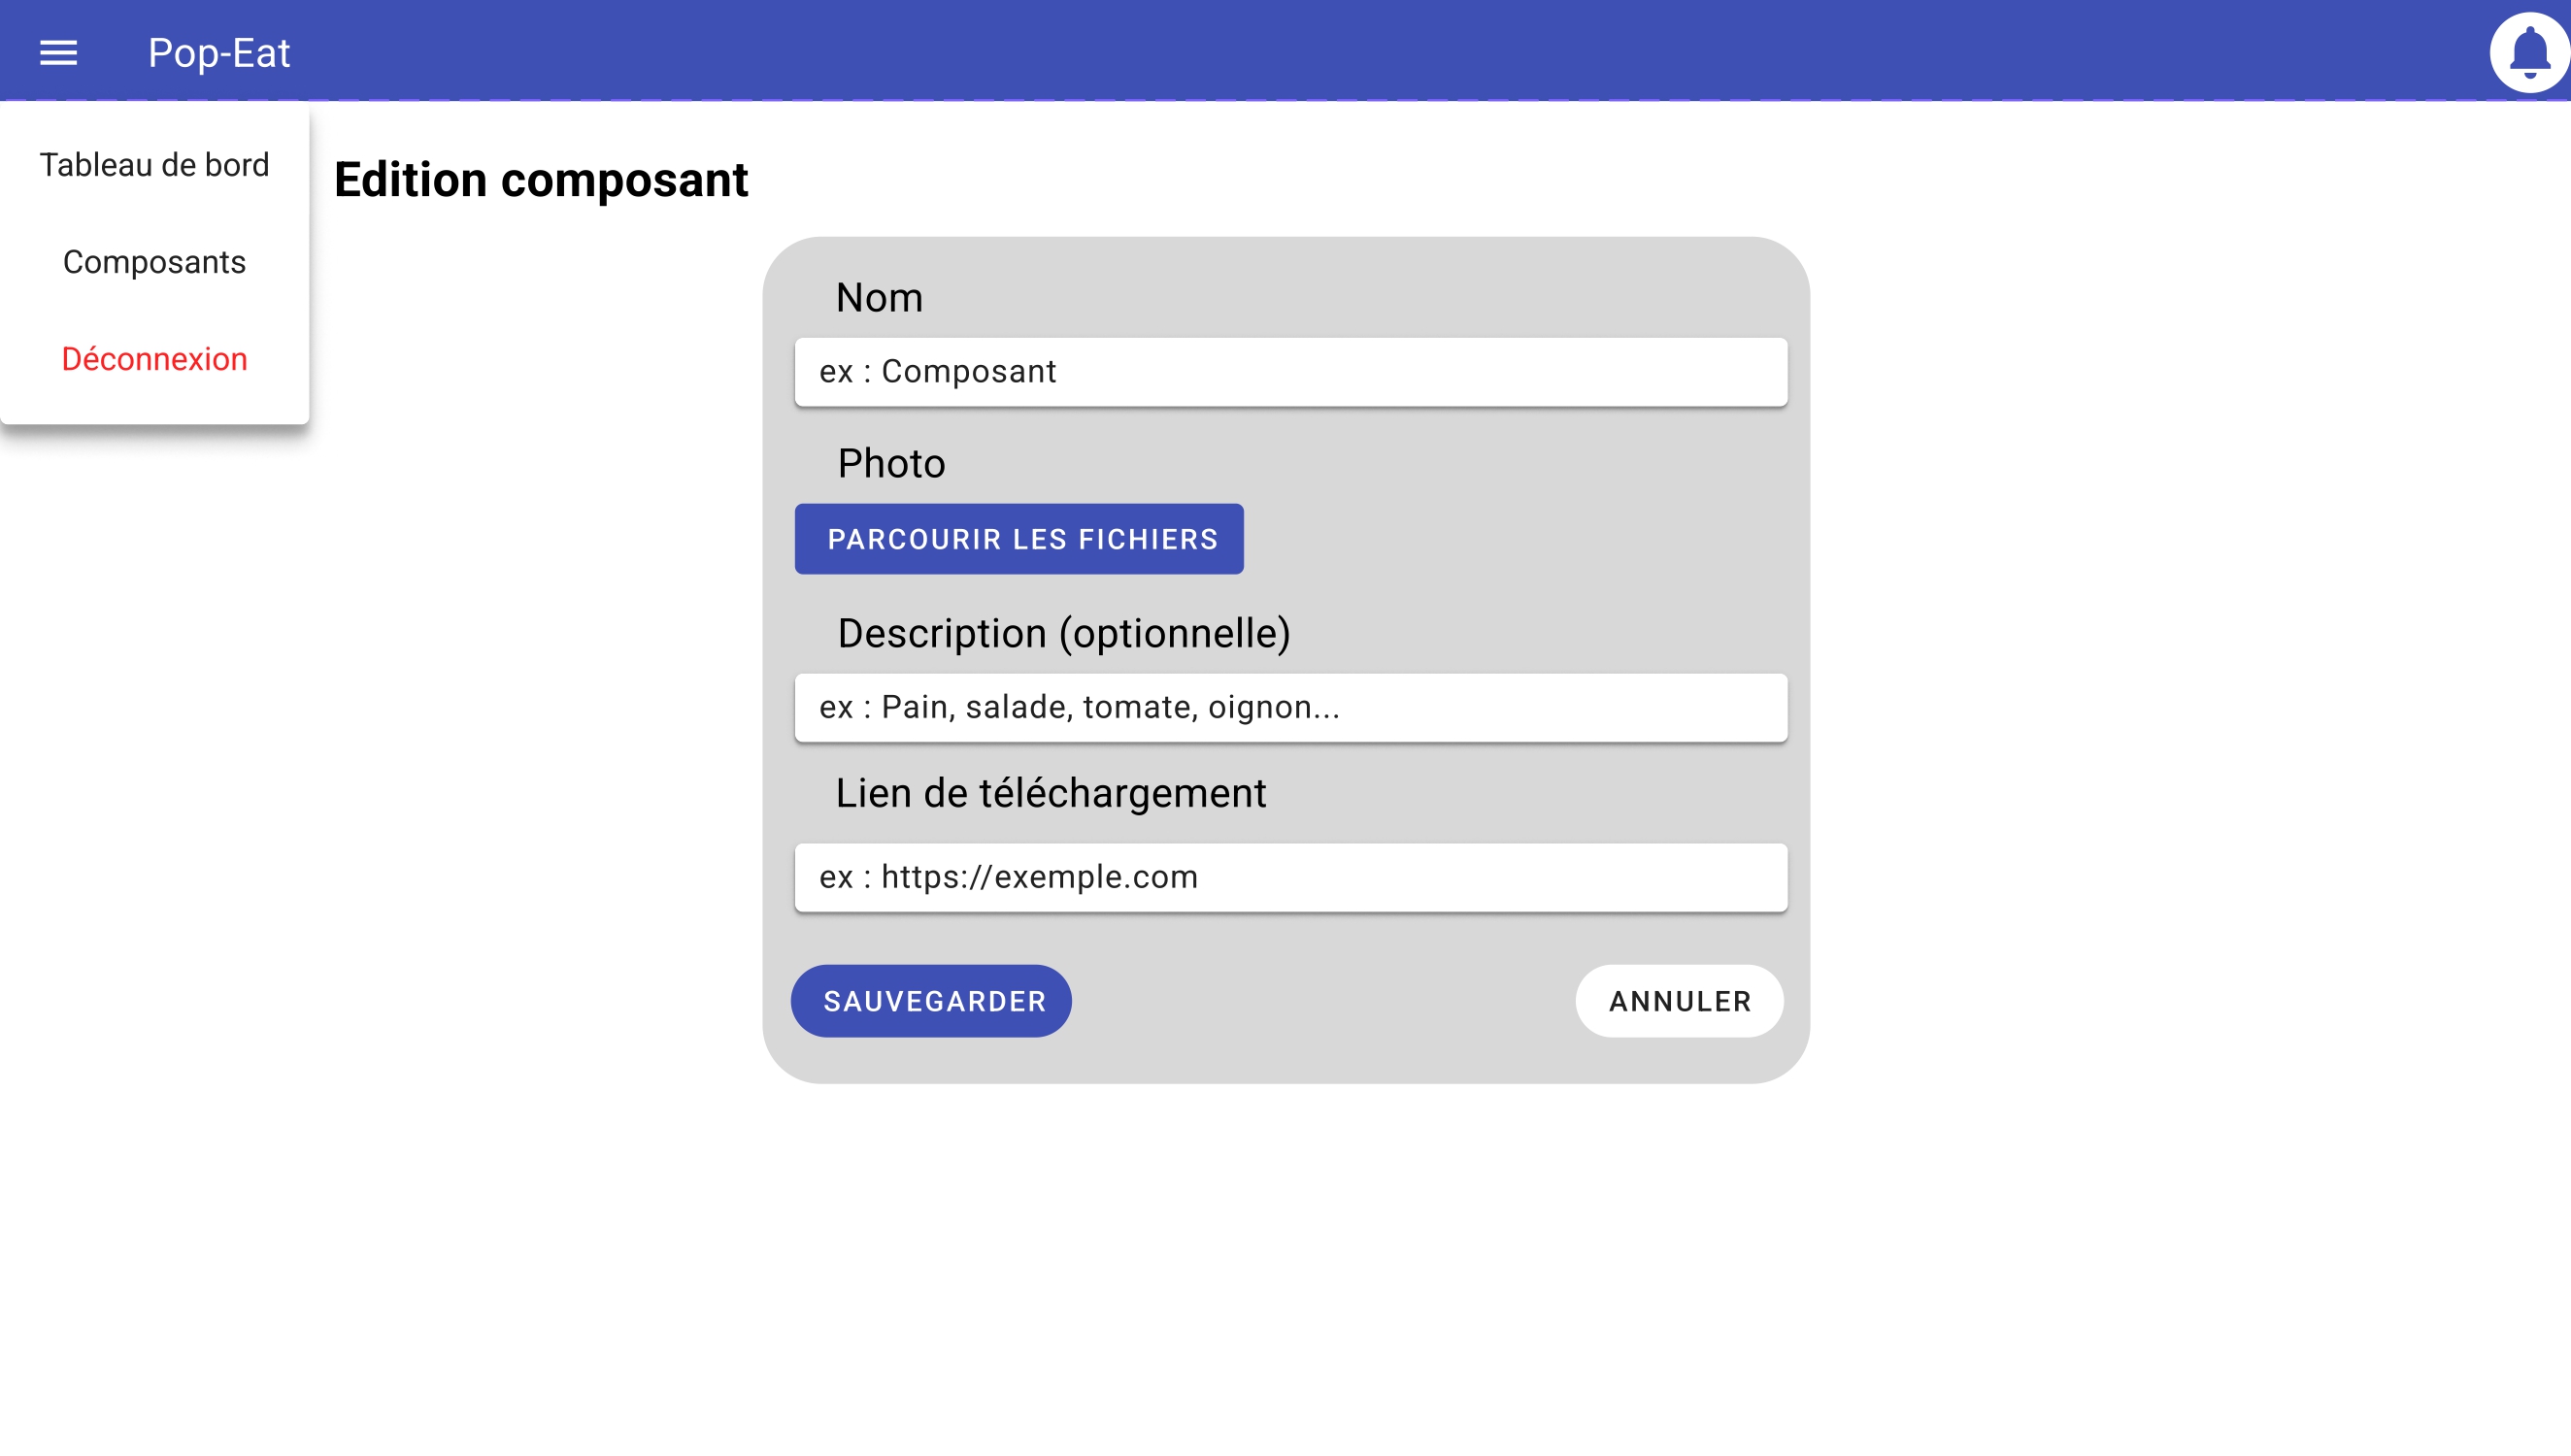 Pop-Eat
Tableau de bord
Composants
Déconnexion
Edition composant
Nom
ex : Composant
Photo
PARCOURIR LES FICHIERS
Description (optionnelle)
ex : Pain, salade, tomate, oignon...
Lien de téléchargement
ex : https://exemple.com
SAUVEGARDER
ANNULER